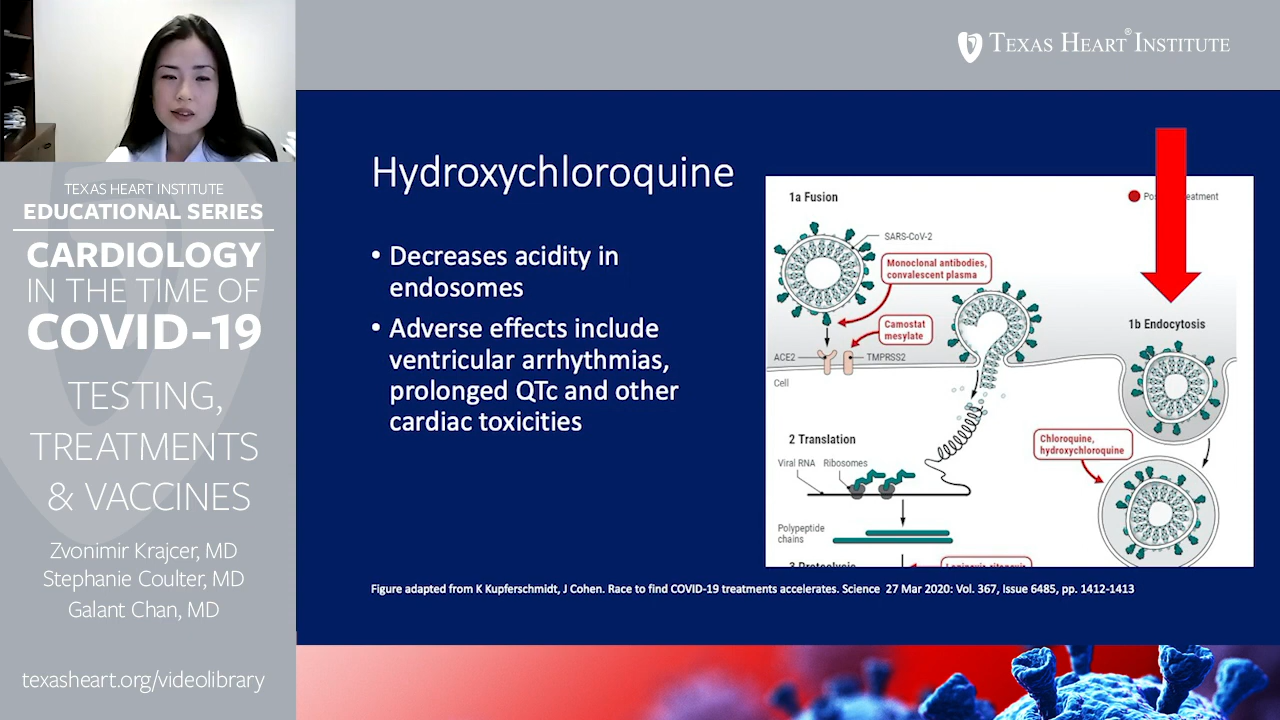 TEXAS HEART® INSTITUTE
TEXAS HEART INSTITUTE
EDUCATIONAL SERIES
CARDIOLOGY
IN THE TIME OF
COVID-19
TESTING,
TREATMENTS
& VACCINES
Zvonimir Krajcer, MD
Stephanie Coulter, MD
Galant Chan, MD
texasheart.org/videolibrary
Hydroxychloroquine
• Decreases acidity in
endosomes
• Adverse effects include
ventricular arrhythmias,
prolonged QTc and other
cardiac toxicities
1a Fusion
SARS-CoV-2
Monoclonal antibodies,
convalescent plasma
Camostat
mesylate
ACE2
TMPRSS2
Cell
1b Endocytosis
Chloroquine,
hydroxychloroquine
2 Translation
Viral RNA Ribosomes
Polypeptide
chains
Figure adapted from K Kupferschmidt, J Cohen. Race to find COVID-19 treatments accelerates. Science 27 Mar 2020: Vol. 367, Issue 6485, pp. 1412-1413